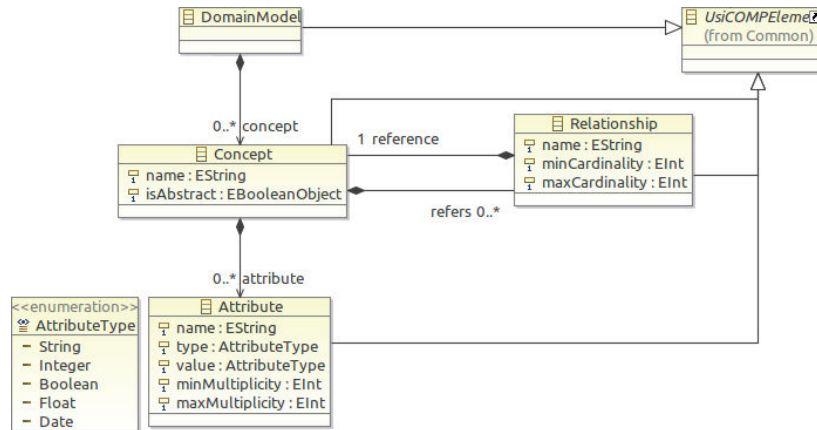 DomainModel
UsiCOMPEleme
(from Common)
0..* concept
1 reference
Relationship
name : EString
minCardinality : EInt
maxCardinality : EInt
Concept
name : EString
isAbstract : EBooleanObject
refers 0..*
0..* attribute
<<enumeration>>
AttributeType
String
Integer
Boolean
Float
Date
Attribute
name : EString
type : AttributeType
value : AttributeType
minMultiplicity : EInt
maxMultiplicity : EInt